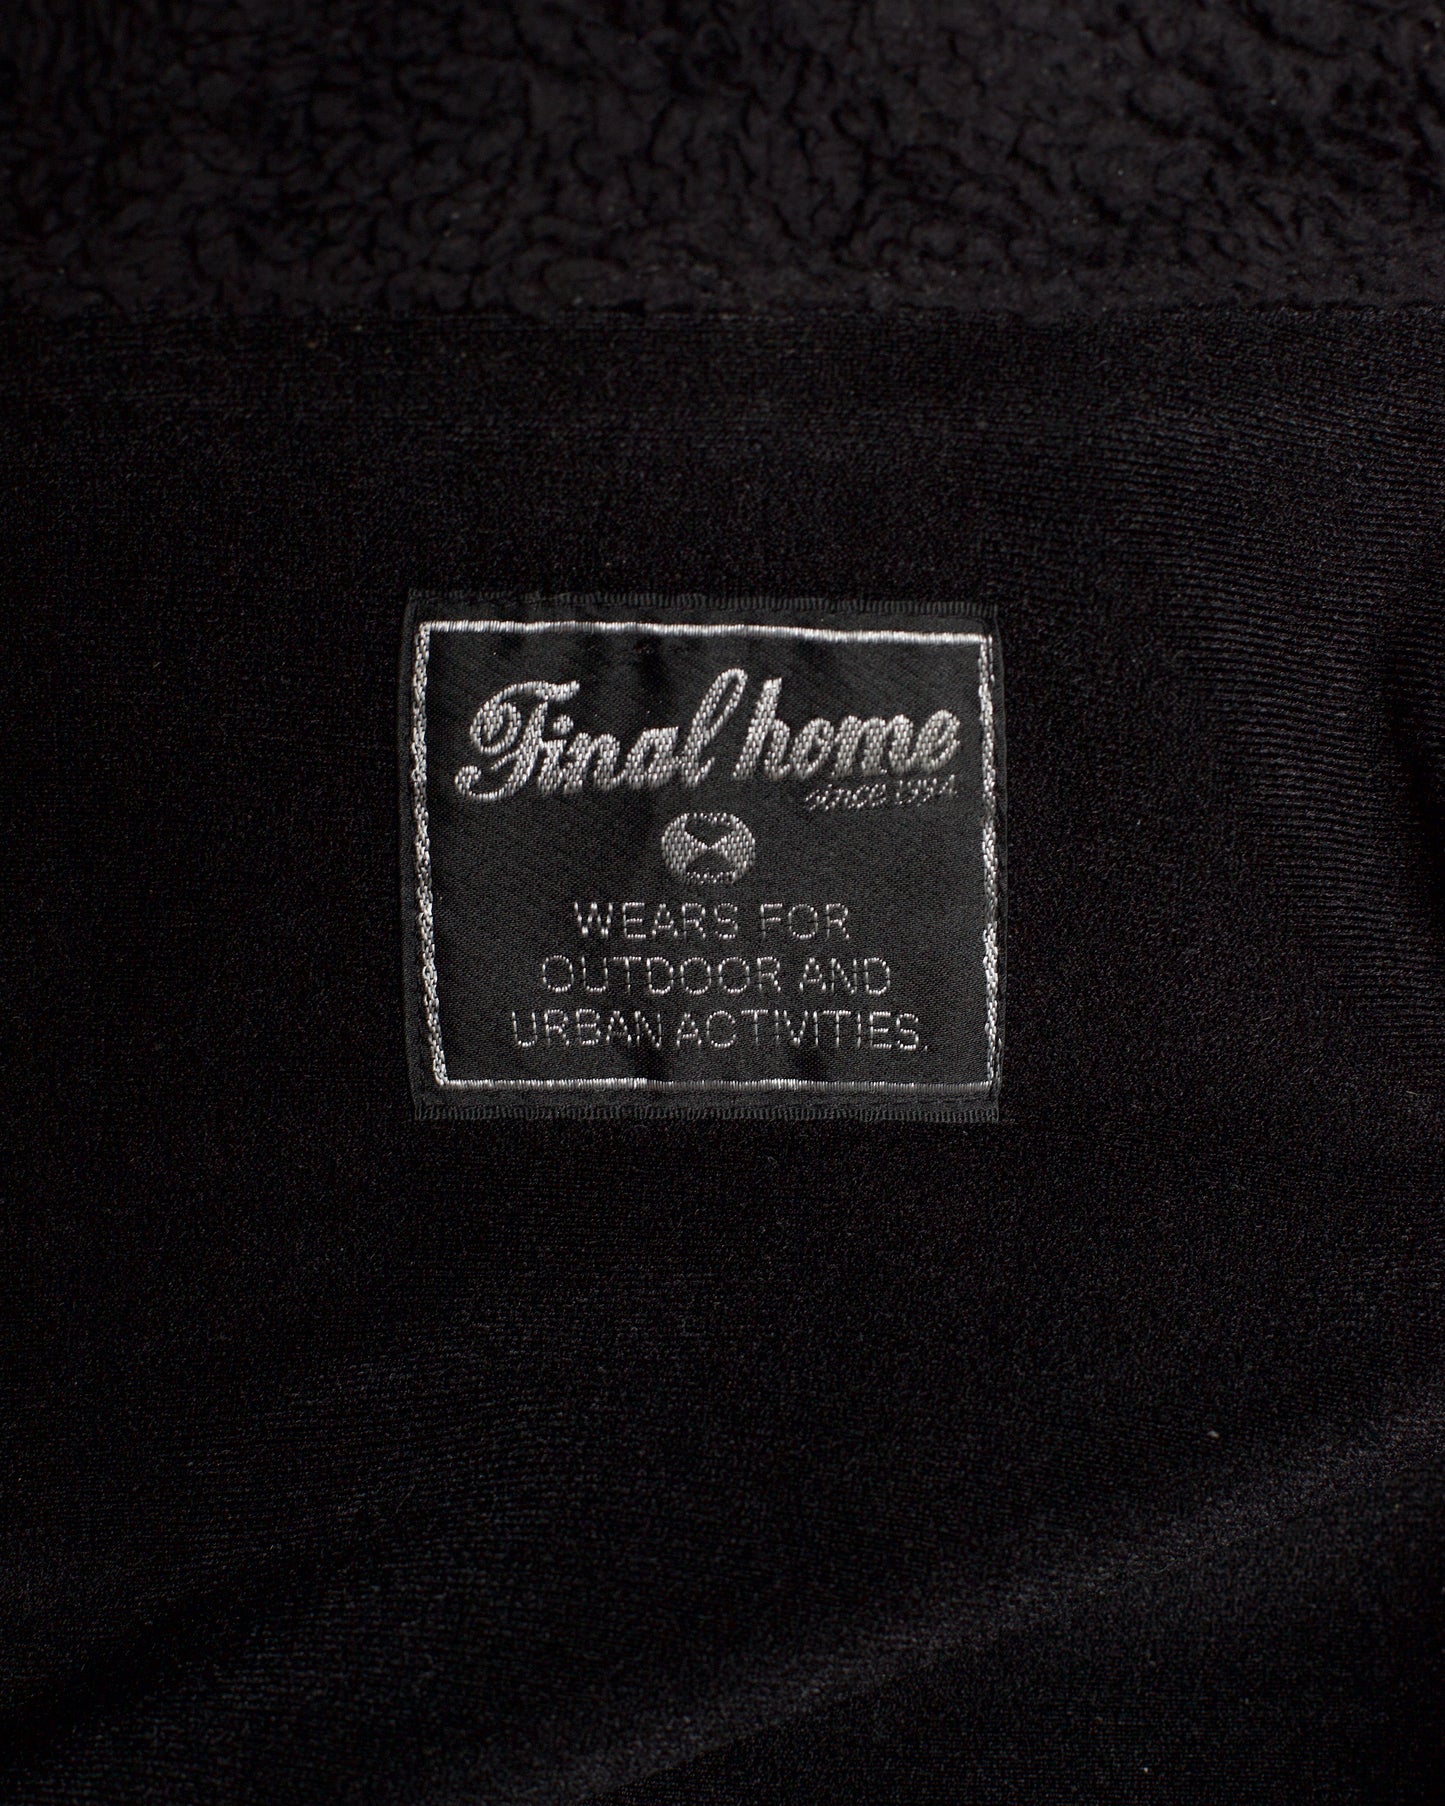 Final home
since 1994
WEARS FOR
OUTDOOR AND
URBAN ACTIVITIES.